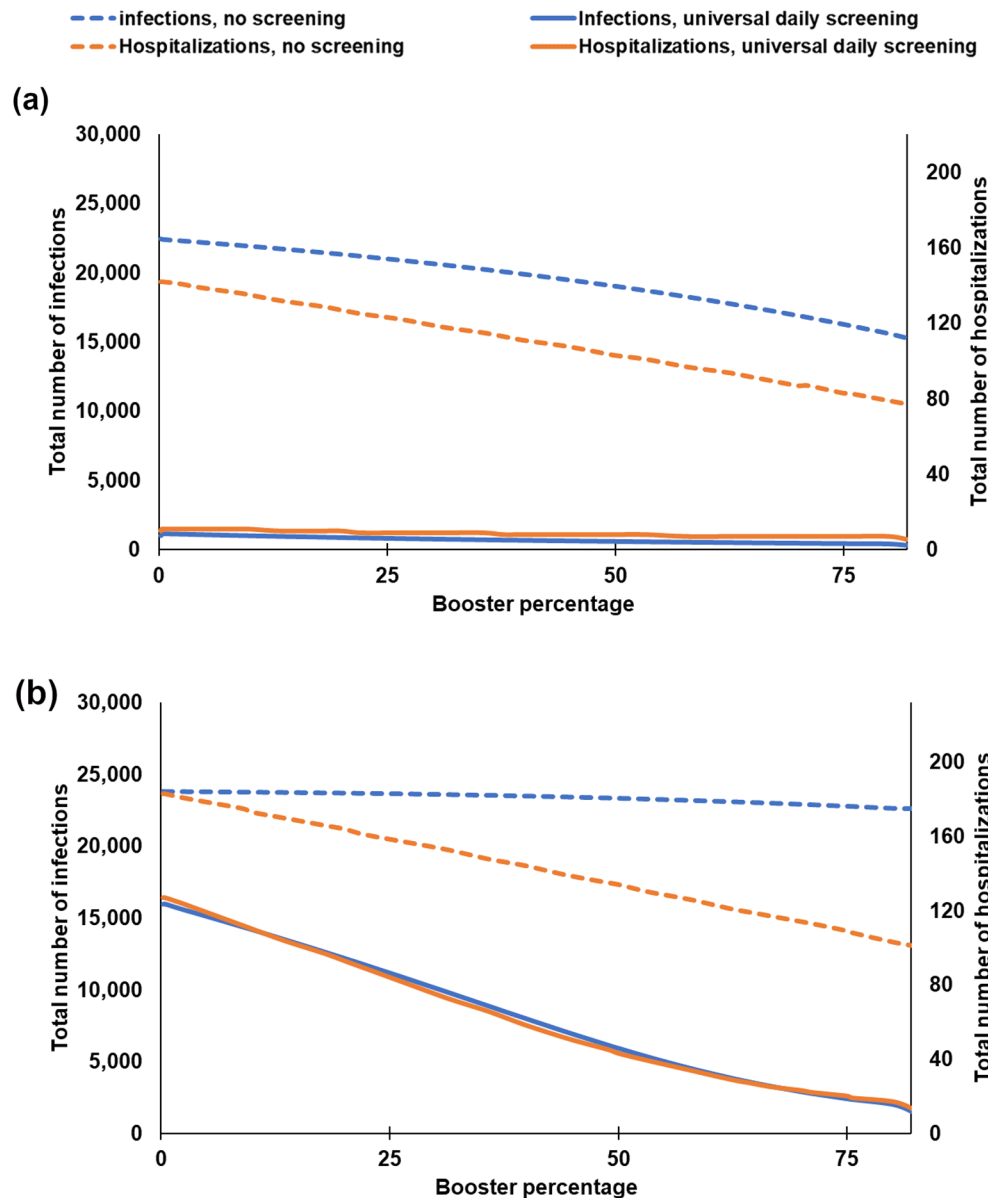 infections, no screening
Infections, universal daily screening
Hospitalizations, no screening
Hospitalizations, universal daily screening
(a)
30,000
25,000
20,000
15,000
10,000
5,000
0
Total number of infections
200
160
120
80
40
0
Total number of hospitalizations
0
25
50
75
Booster percentage
(b)
30,000
25,000
20,000
15,000
10,000
5,000
0
Total number of infections
200
160
120
80
40
0
Total number of hospitalizations
0
25
50
75
Booster percentage